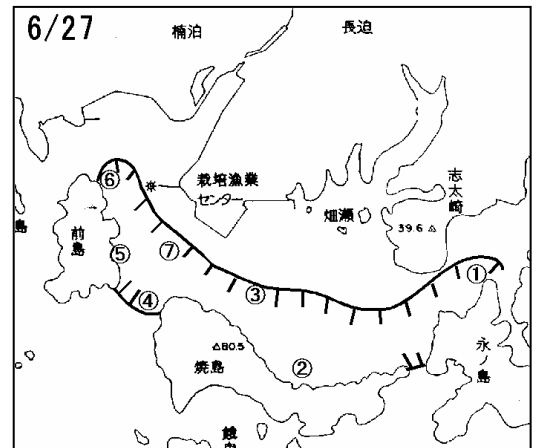 6/27
楠泊
長迫
栽培漁業
センター
志太崎
畑瀬
39.6
島
前島
⑥
⑤
⑦
④
③
①
②
80.5
焼島
永ノ島